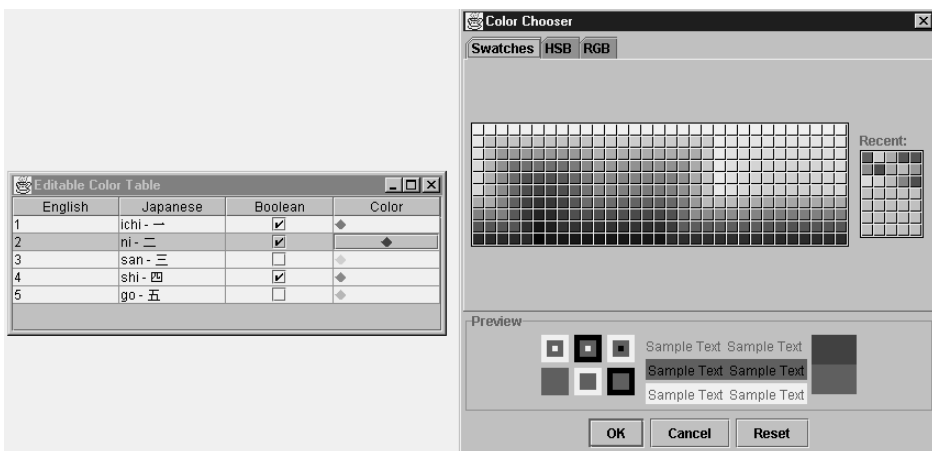 Editable Color Table
English Japanese Boolean Color
1 ichi - 一
2 ni - 二
3 san - 三
4 shi - 四
5 go - 五
Color Chooser
Swatches HSB RGB
Recent:
Preview
Sample Text Sample Text
Sample Text Sample Text
Sample Text Sample Text
OK Cancel Reset